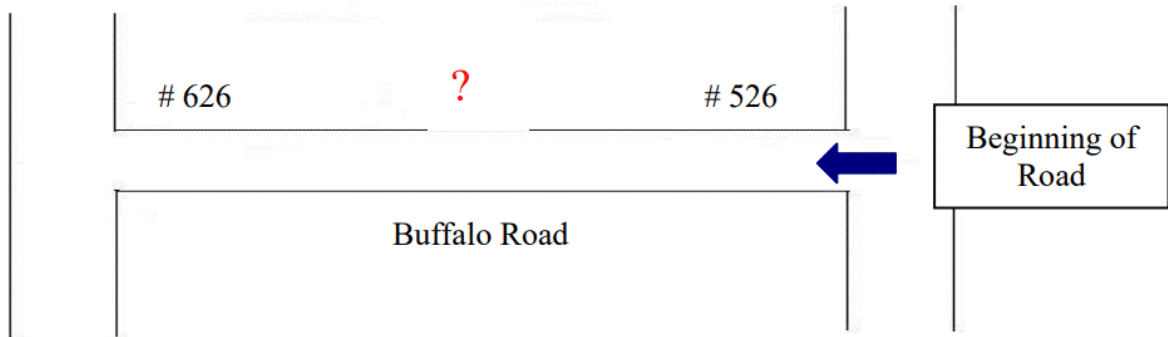 # 626
?
# 526
Beginning of
Road
Buffalo Road